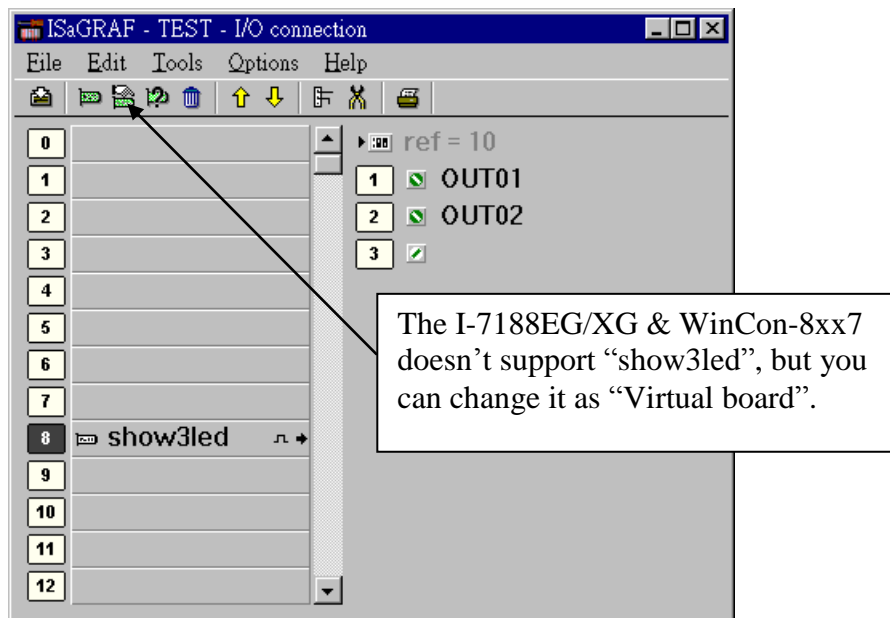 ISaGRAF - TEST - I/O connection
File Edit Tools Options Help
0
1
2
3
4
5
6
7
8 show3led
9
10
11
12
ref = 10
1 OUT01
2 OUT02
3
The I-7188EG/XG & WinCon-8xx7
doesn’t support “show3led”, but you
can change it as “Virtual board”.